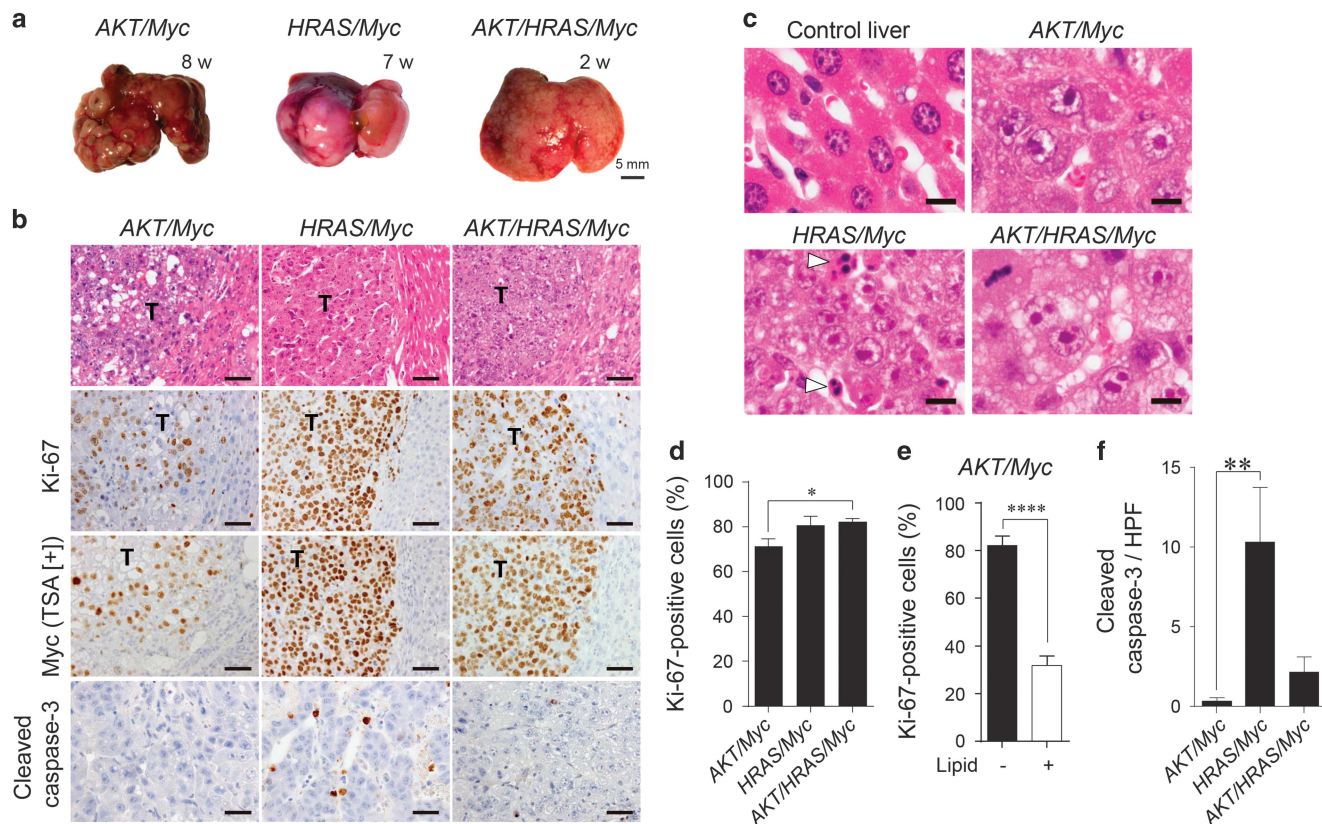 a
AKT/Myc
HRAS/Myc
AKT/HRAS/Myc
8 w
7 w
2 w
5 mm
b
AKT/Myc
HRAS/Myc
AKT/HRAS/Myc
T
T
T
Ki-67
T
T
T
Myc (TSA [+])
T
T
T
Cleaved
caspase-3
c
Control liver
AKT/Myc
HRAS/Myc
AKT/HRAS/Myc
d
Ki-67-positive cells (%)
100
80
60
40
20
0
*
AKT/Myc
HRAS/Myc
AKT/HRAS/Myc
e
AKT/Myc
Ki-67-positive cells (%)
100
80
60
40
20
0
****
Lipid - +
f
Cleaved
caspase-3 / HPF
15
10
5
0
**
AKT/Myc
HRAS/Myc
AKT/HRAS/Myc